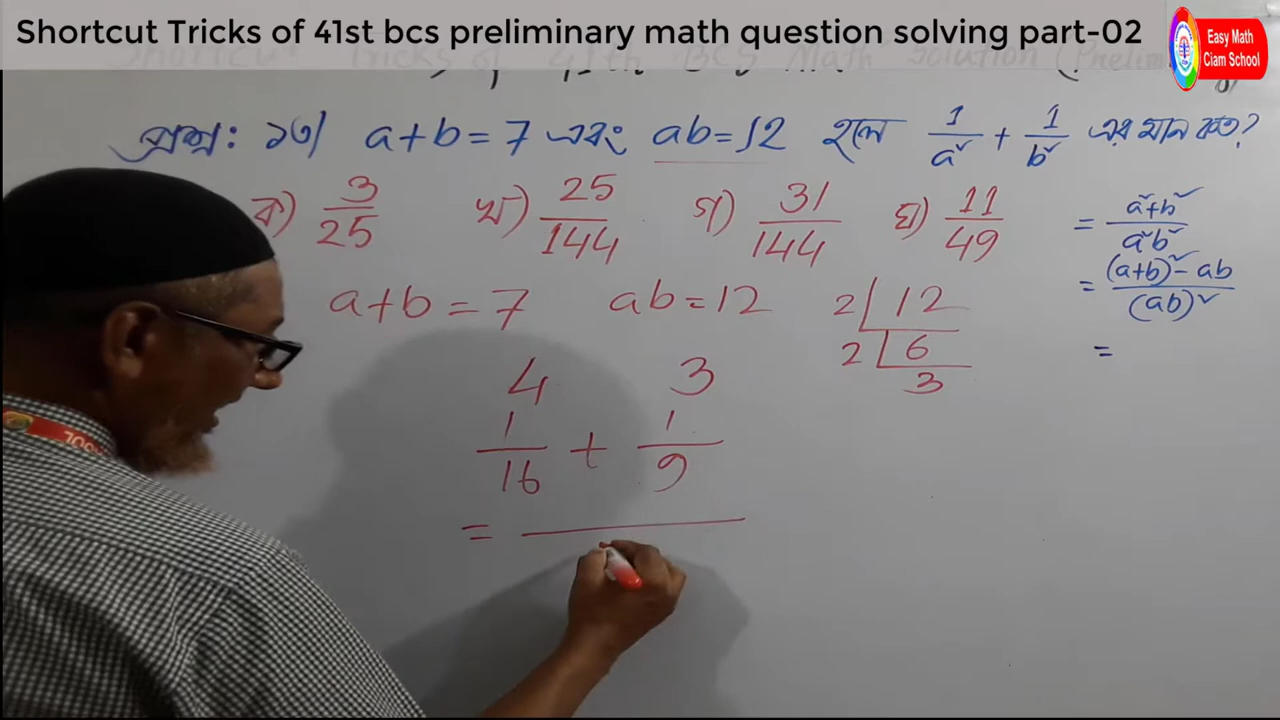 Shortcut Tricks of 41st bcs preliminary math question solving part-02
Easy Math
Ciam School
প্রশ্ন: ১৩) a+b=7 এবং ab=12 হলে 1/a² + 1/b² এর মান কত?
ক) 3/25 খ) 25/144 গ) 31/144 ঘ) 11/49
= a²+b²/a²b²
= (a+b)²-ab/(ab)²
=
a+b=7 ab=12
2 12
2 6
3
4 3
1/16 + 1/9
=